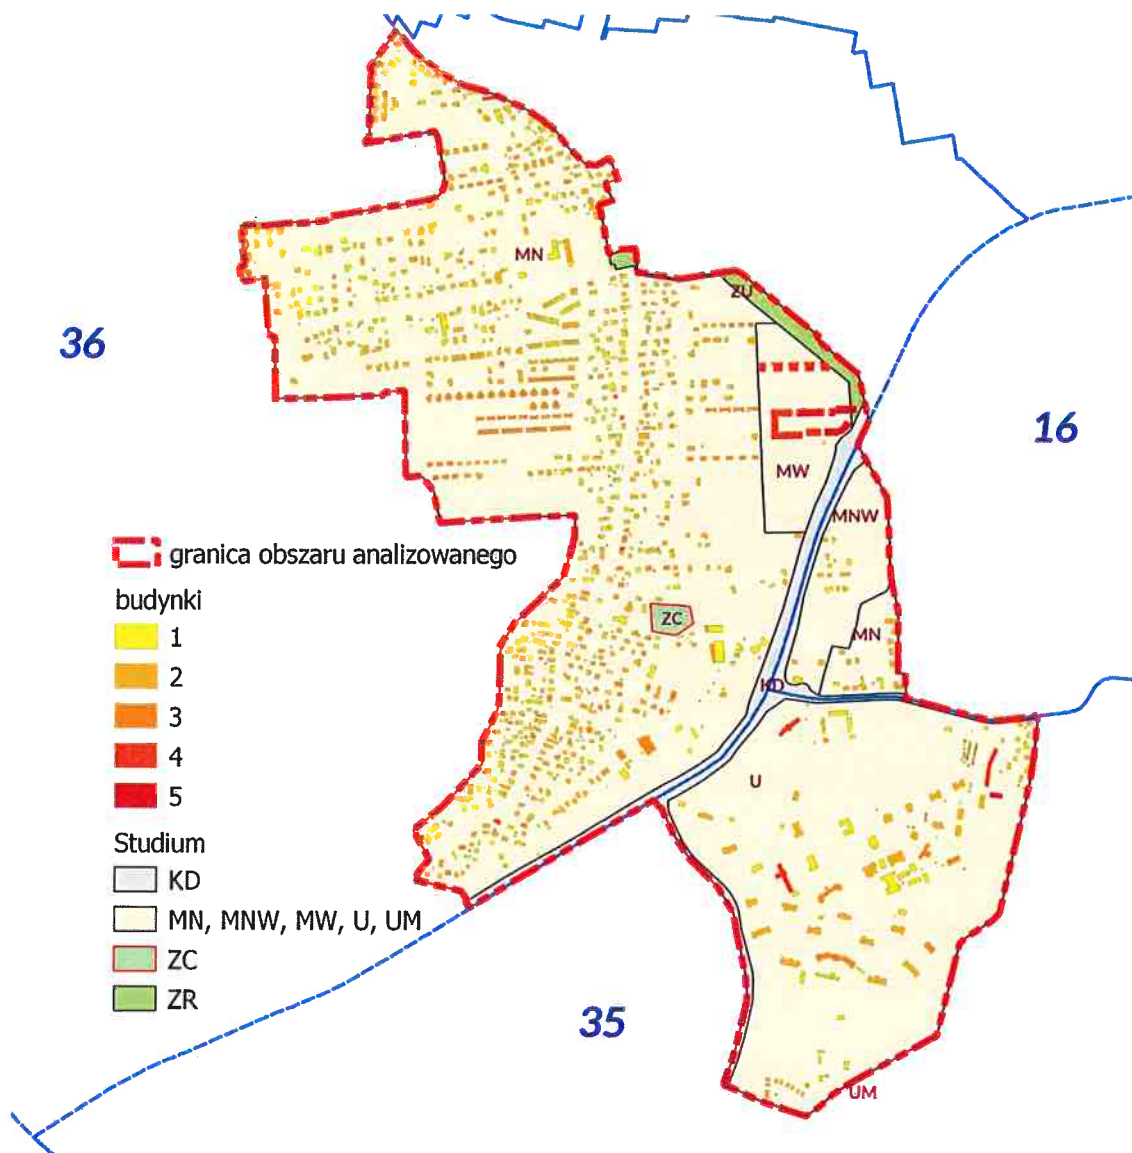 MN
ZU
36
16
MW
MNW
granica obszaru analizowanego
budynki
1
ZC
MN
2
KD
3
4
U
5
Studium
KD
MN, MNW, MW, U, UM
ZC
ZR
35
UM